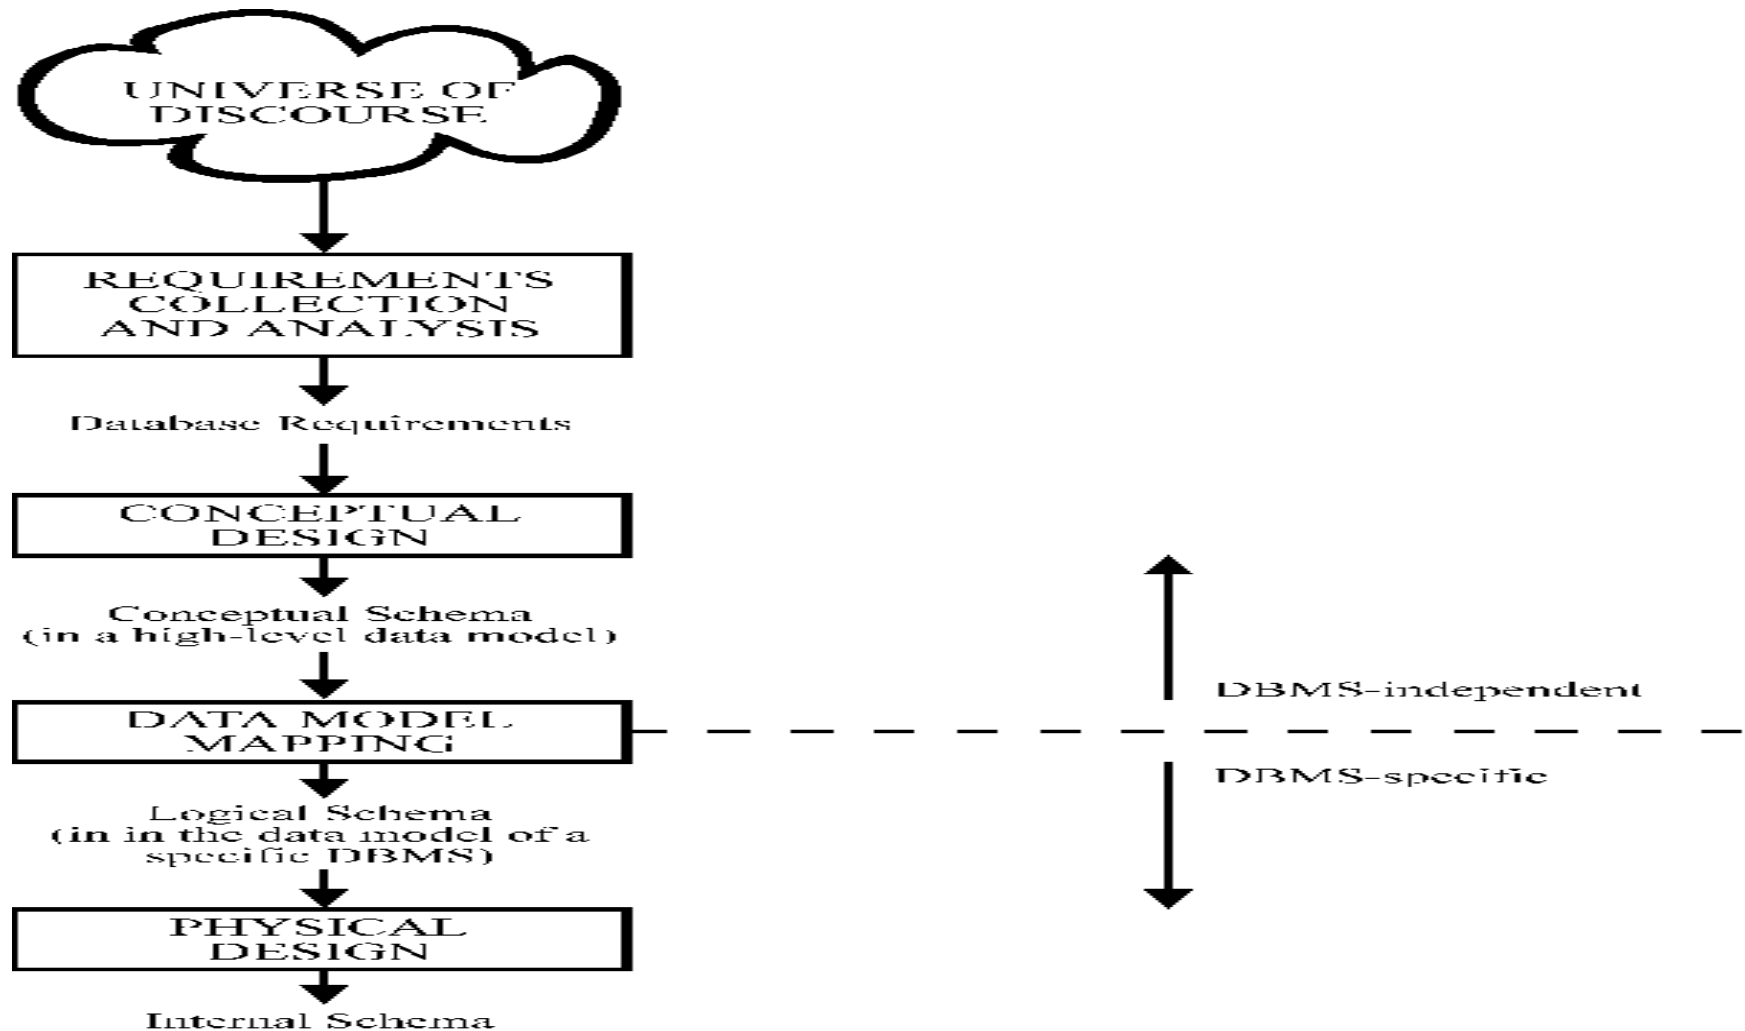 UNIVERSE OF
DISCOURSE
REQUIREMENTS
COLLECTION
AND ANALYSIS
Database Requirements
CONCEPTUAL
DESIGN
Conceptual Schema
(in a high-level data model)
DBMS-independent
DATA MODEL
MAPPING
DBMS-specific
Logical Schema
(in in the data model of a
specific DBMS)
PHYSICAL
DESIGN
Internal Schema